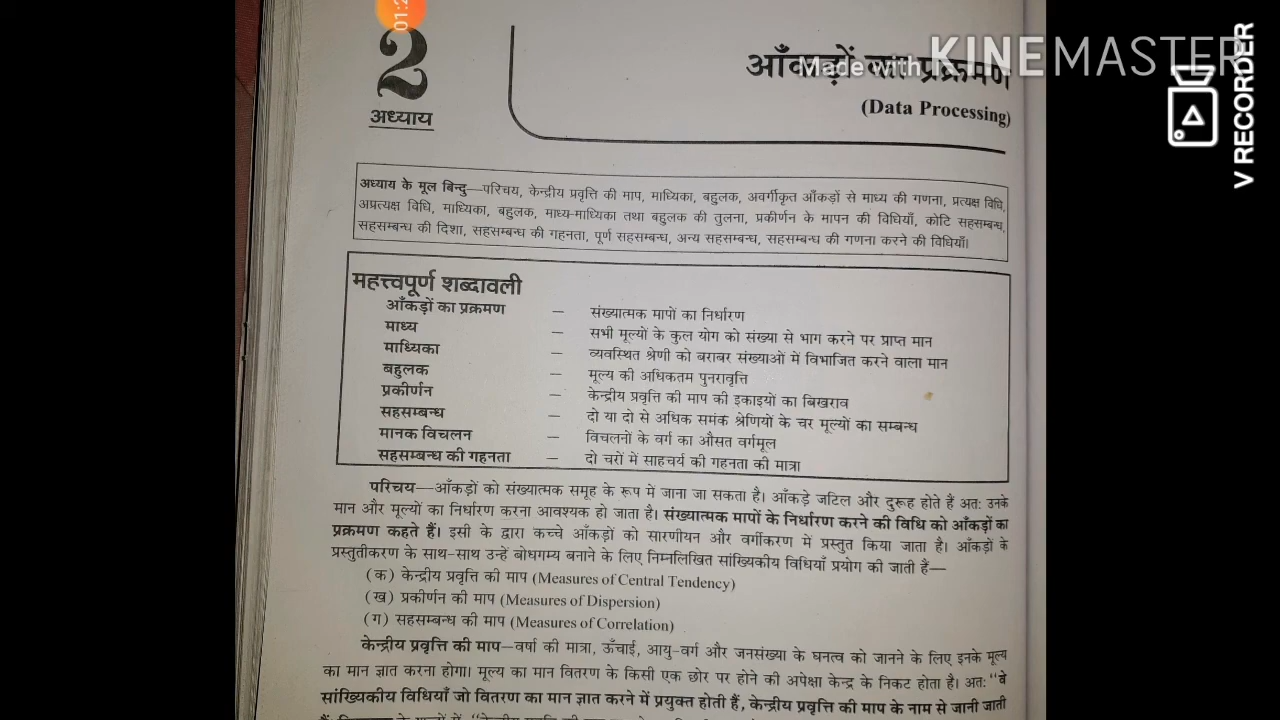 01:2
2
अध्याय
आँकड़ों का प्रक्रमण
Made with KINEMASTER
(Data Processing)
V RECORDER
अध्याय के मूल बिन्दु—परिचय, केन्द्रीय प्रवृत्ति की माप, माध्यिका, बहुलक, अवर्गीकृत आँकड़ों से माध्य की गणना, प्रत्यक्ष विधि,
अप्रत्यक्ष विधि, माध्यिका, बहुलक, माध्य-माध्यिका तथा बहुलक की तुलना, प्रकीर्णन के मापन की विधियाँ, कोटि सहसम्बन्ध,
सहसम्बन्ध की दिशा, सहसम्बन्ध की गहनता, पूर्ण सहसम्बन्ध, अन्य सहसम्बन्ध, सहसम्बन्ध की गणना करने की विधियाँ।
महत्त्वपूर्ण शब्दावली
आँकड़ों का प्रक्रमण — संख्यात्मक मापों का निर्धारण
माध्य — सभी मूल्यों के कुल योग को संख्या से भाग करने पर प्राप्त मान
माध्यिका — व्यवस्थित श्रेणी को बराबर संख्याओं में विभाजित करने वाला मान
बहुलक — मूल्य की अधिकतम पुनरावृत्ति
प्रकीर्णन — केन्द्रीय प्रवृत्ति की माप की इकाइयों का बिखराव
सहसम्बन्ध — दो या दो से अधिक समंक श्रेणियों के चर मूल्यों का सम्बन्ध
मानक विचलन — विचलनों के वर्ग का औसत वर्गमूल
सहसम्बन्ध की गहनता — दो चरों में साहचर्य की गहनता की मात्रा
परिचय—आँकड़ों को संख्यात्मक समूह के रूप में जाना जा सकता है। आँकड़े जटिल और दुरूह होते हैं अतः उनके
मान और मूल्यों का निर्धारण करना आवश्यक हो जाता है। संख्यात्मक मापों के निर्धारण करने की विधि को आँकड़ों का
प्रक्रमण कहते हैं। इसी के द्वारा कच्चे आँकड़ों को सारणीयन और वर्गीकरण में प्रस्तुत किया जाता है। आँकड़ों के
प्रस्तुतीकरण के साथ-साथ उन्हें बोधगम्य बनाने के लिए निम्नलिखित सांख्यिकीय विधियाँ प्रयोग की जाती हैं—
(क) केन्द्रीय प्रवृत्ति की माप (Measures of Central Tendency)
(ख) प्रकीर्णन की माप (Measures of Dispersion)
(ग) सहसम्बन्ध की माप (Measures of Correlation)
केन्द्रीय प्रवृत्ति की माप—वर्षा की मात्रा, ऊँचाई, आयु-वर्ग और जनसंख्या के घनत्व को जानने के लिए इनके मूल्य
का मान ज्ञात करना होगा। मूल्य का मान वितरण के किसी एक छोर पर होने की अपेक्षा केन्द्र के निकट होता है। अतः "वे
सांख्यिकीय विधियाँ जो वितरण का मान ज्ञात करने में प्रयुक्त होती हैं, केन्द्रीय प्रवृत्ति की माप के नाम से जानी जाती